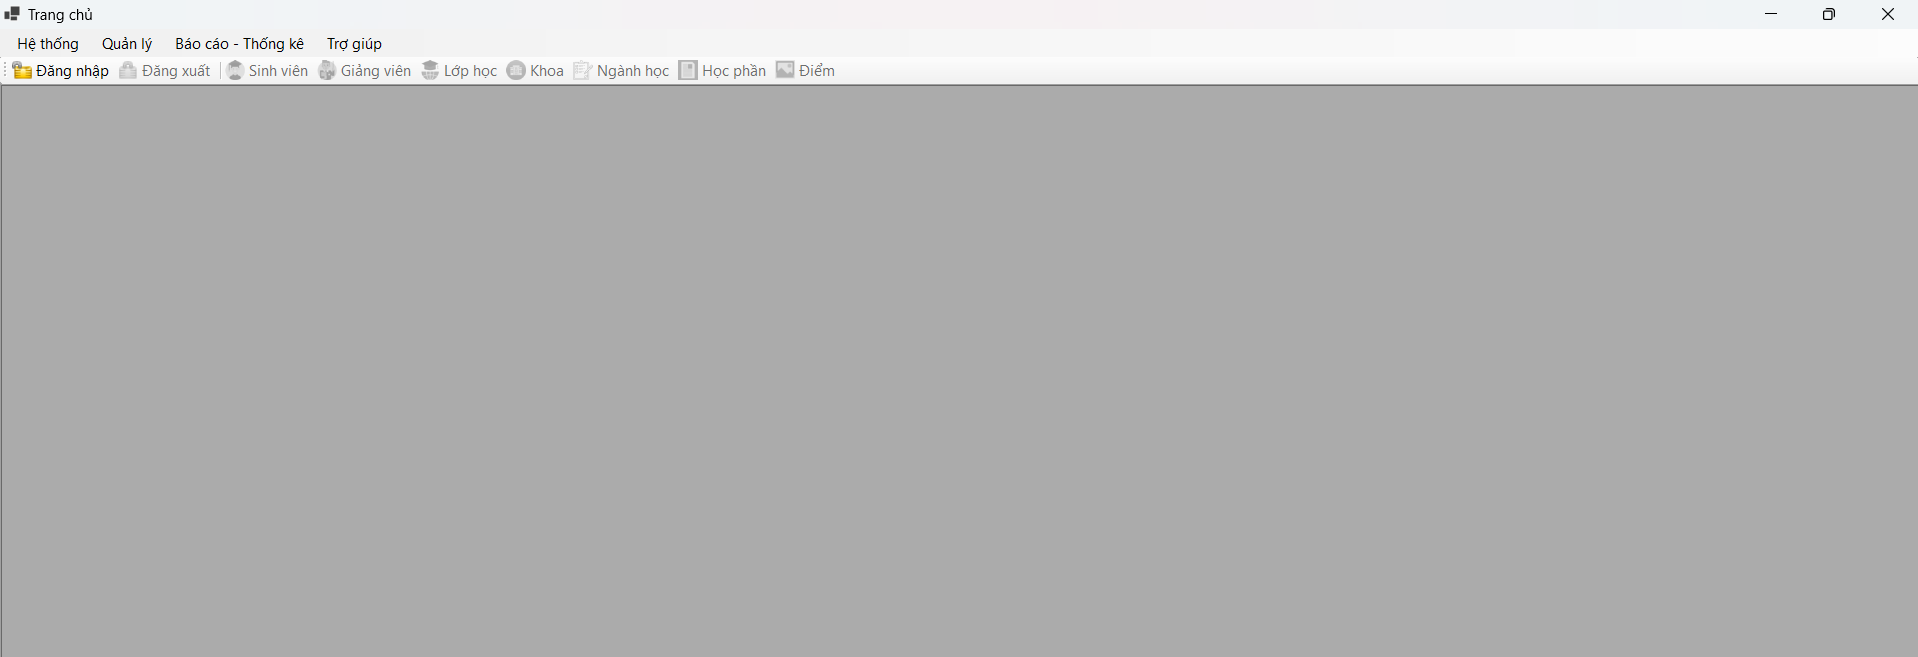 Trang chủ
Hệ thống Quản lý Báo cáo - Thống kê Trợ giúp
Đăng nhập Đăng xuất Sinh viên Giảng viên Lớp học Khoa Ngành học Học phần Điểm